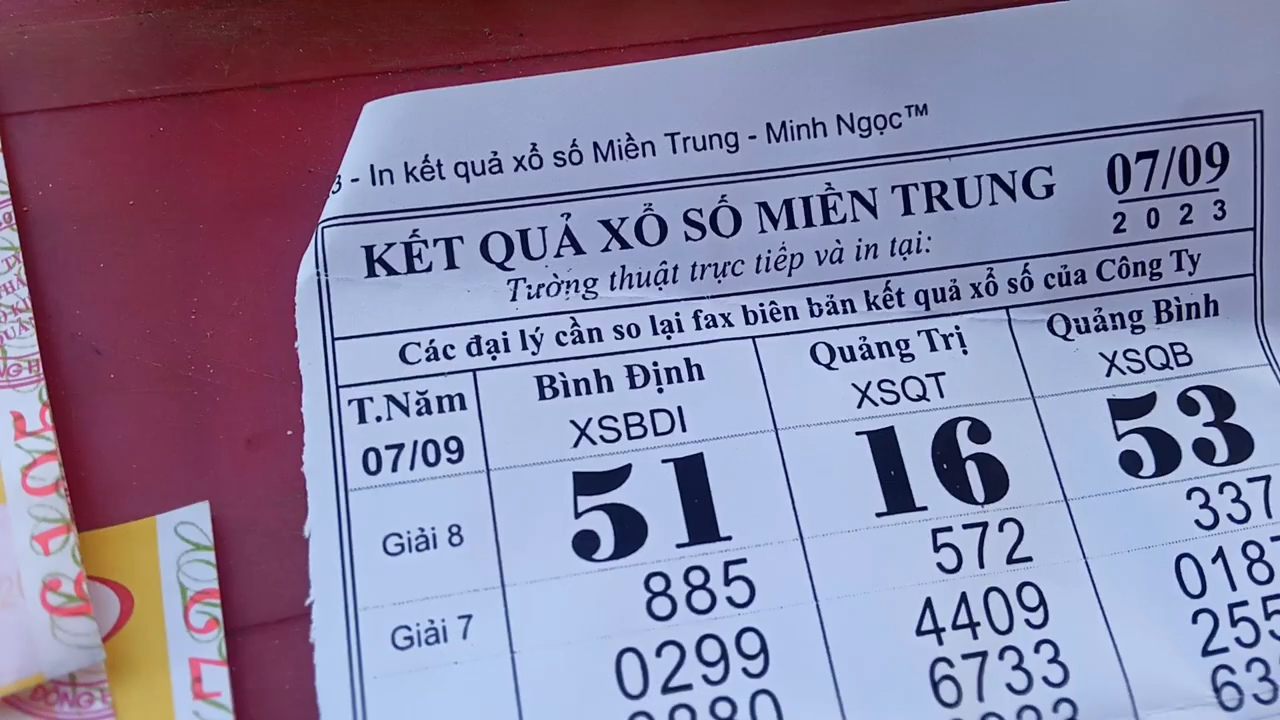 - In kết quả xổ số Miền Trung - Minh Ngọc™
KẾT QUẢ XỔ SỐ MIỀN TRUNG 07/09
2023
Tường thuật trực tiếp và in tại:
Các đại lý cần so lại fax biên bản kết quả xổ số của Công Ty
T.Năm Bình Định Quảng Trị Quảng Bình
07/09 XSBDI XSQT XSQB
Giải 8 51 16 53
Giải 7 885 572 337
0299 4409 0187
6733 255